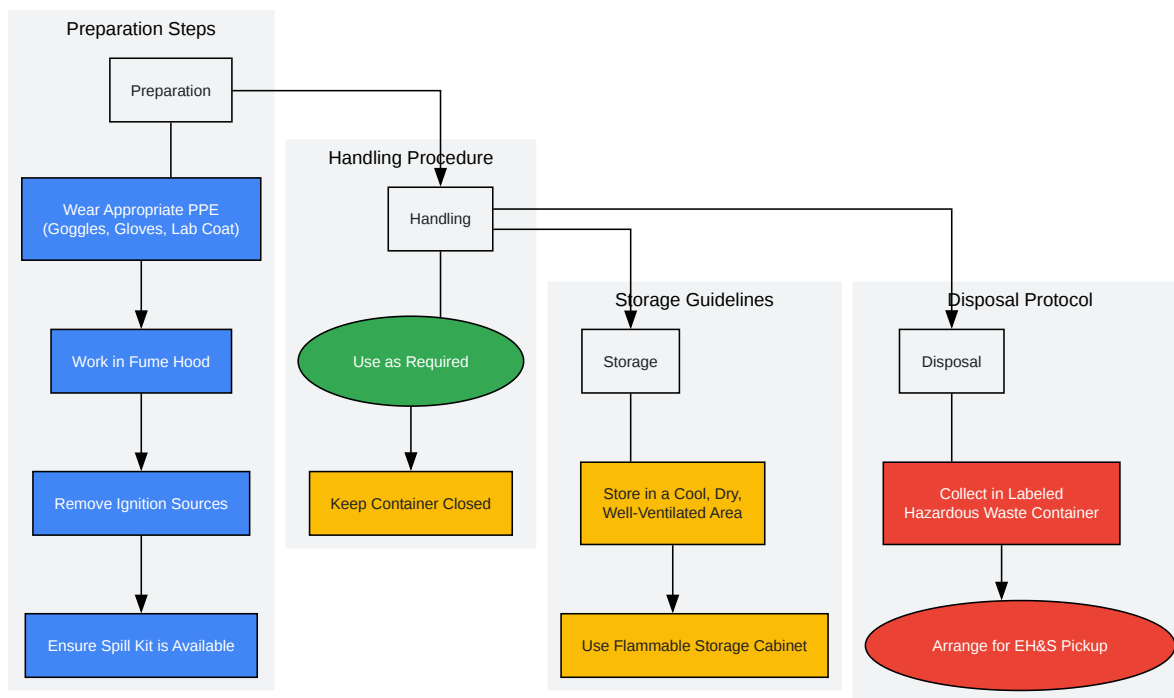 Preparation Steps
Preparation
Wear Appropriate PPE
(Goggles, Gloves, Lab Coat)
Work in Fume Hood
Remove Ignition Sources
Ensure Spill Kit is Available
Handling Procedure
Handling
Use as Required
Keep Container Closed
Storage Guidelines
Storage
Store in a Cool, Dry,
Well-Ventilated Area
Use Flammable Storage Cabinet
Disposal Protocol
Disposal
Collect in Labeled
Hazardous Waste Container
Arrange for EH&S Pickup